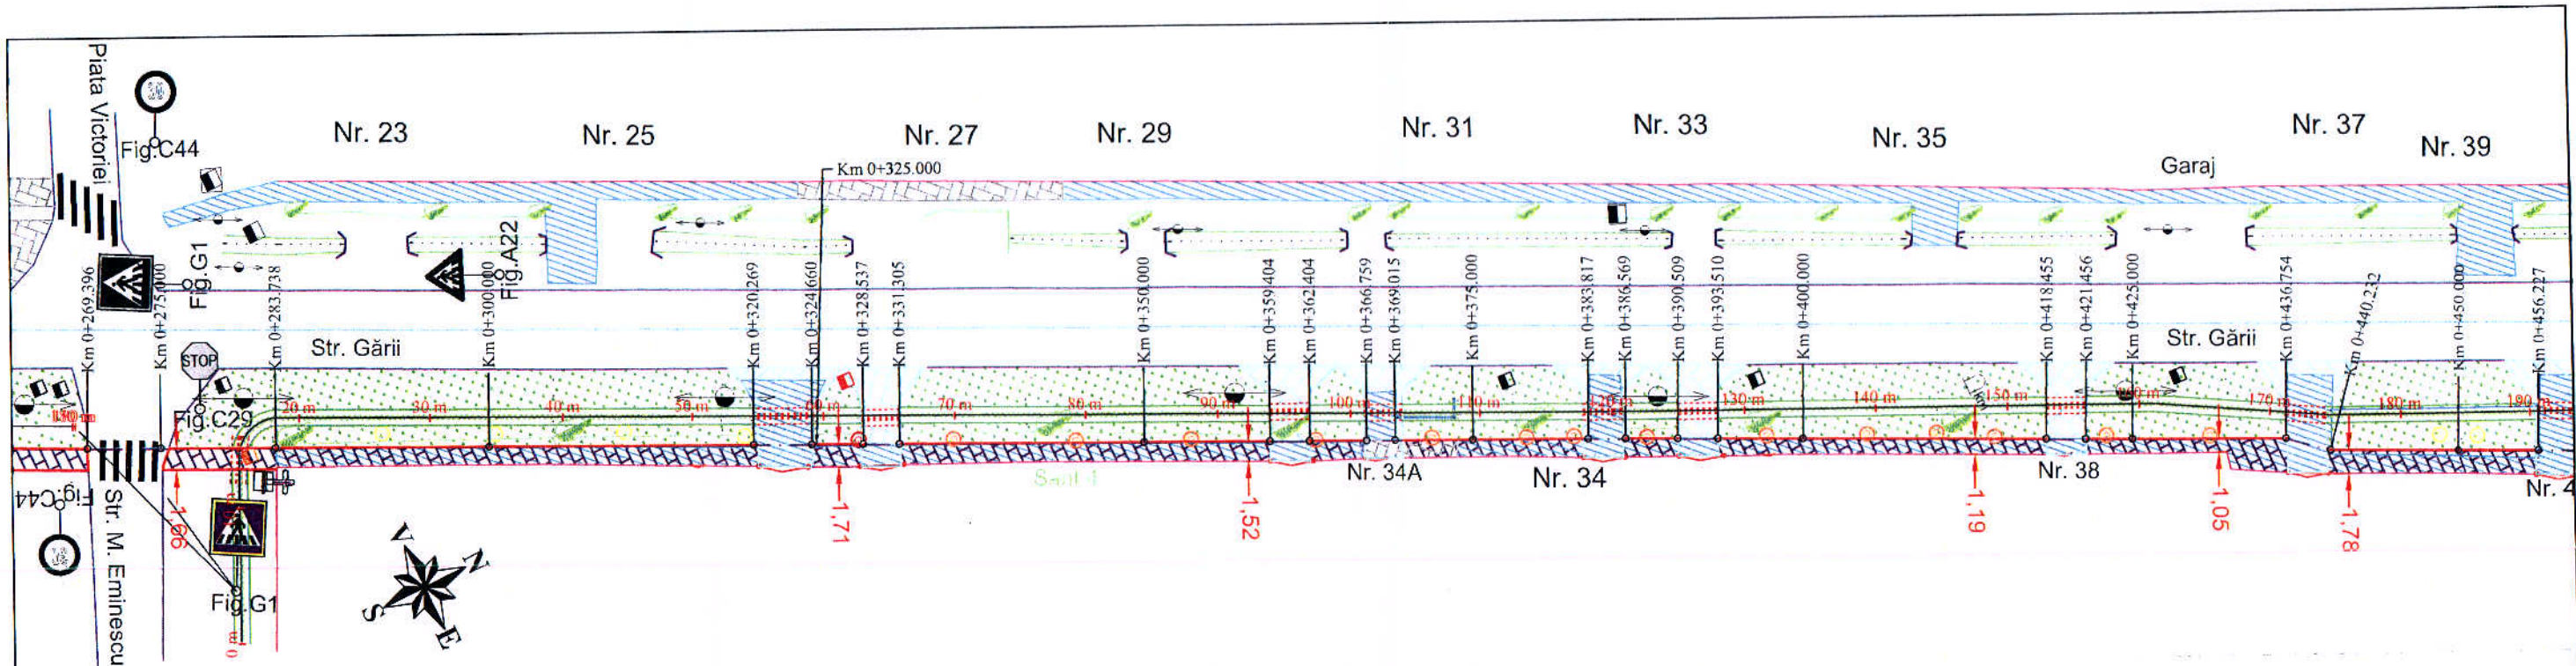 Piata Victoriei
Fig.C44
Nr. 23
Nr. 25
Nr. 27
Nr. 29
Nr. 31
Nr. 33
Nr. 35
Nr. 37
Nr. 39
Garaj
Km 0+325.000
Fig.G1
Fig.A22
Km 0+269.396
Km 0+275.000
Km 0+283.738
Km 0+300.000
Km 0+320.269
Km 0+324.660
Km 0+328.537
Km 0+331.305
Km 0+350.000
Km 0+359.404
Km 0+362.404
Km 0+366.759
Km 0+369.015
Km 0+375.000
Km 0+383.817
Km 0+386.569
Km 0+390.509
Km 0+393.510
Km 0+400.000
Km 0+418.455
Km 0+421.456
Km 0+425.000
Km 0+436.754
Km 0+440.232
Km 0+450.000
Km 0+456.227
STOP
Str. Gării
Str. Gării
Fig.C29
20 m
30 m
40 m
50 m
60 m
70 m
80 m
90 m
100 m
110 m
120 m
130 m
140 m
150 m
160 m
170 m
180 m
190 m
Nr. 34A
Nr. 34
Nr. 38
Nr. 4
Fig.C44
Str. M. Eminescu
1,66
1,71
1,52
1,19
1,05
1,78
Fig.G1
0 m
V
N
S
E